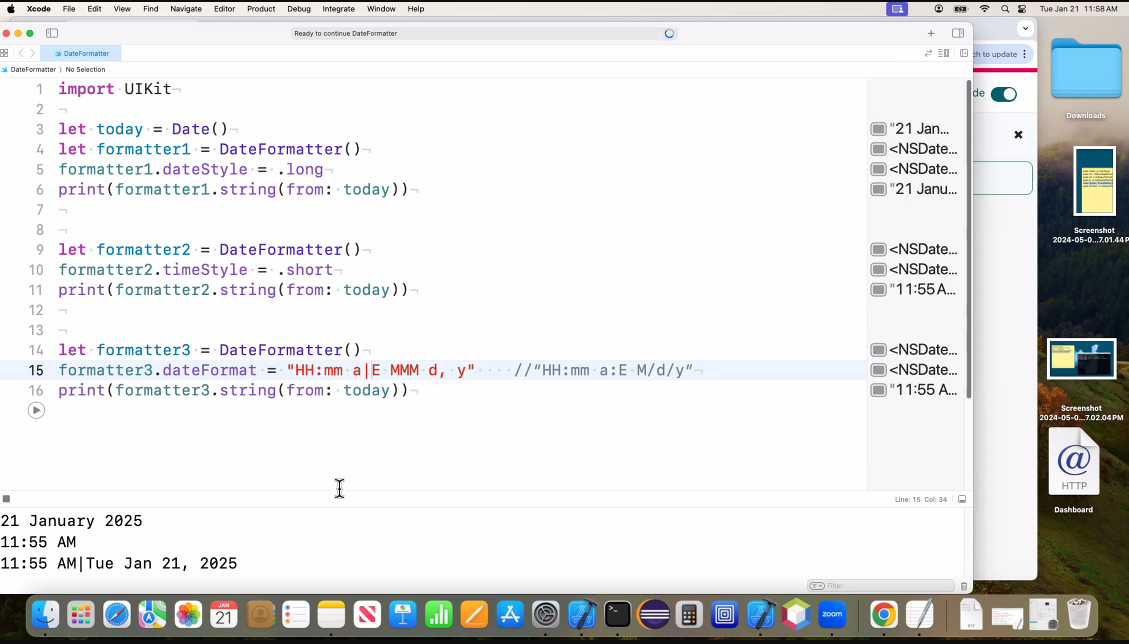 Xcode File Edit View Find Navigate Editor Product Debug Integrate Window Help Tue Jan 21 11:58 AM
Ready to continue DateFormatter
DateFormatter
ch to update
DateFormatter No Selection
de
1 import UIKit¬
2 ¬
3 let today = Date()¬ "21 Jan...
4 let formatter1 = DateFormatter()¬ <NSDate...
5 formatter1.dateStyle = .long¬ <NSDate...
6 print(formatter1.string(from: today))¬ "21 Janu...
7 ¬
8 ¬
9 let formatter2 = DateFormatter()¬ <NSDate...
10 formatter2.timeStyle = .short¬ <NSDate...
11 print(formatter2.string(from: today))¬ "11:55 A...
12 ¬
13 ¬
14 let formatter3 = DateFormatter()¬ <NSDate...
15 formatter3.dateFormat = "HH:mm a|E MMM d, y" //“HH:mm a:E M/d/y”¬ <NSDate...
16 print(formatter3.string(from: today))¬ "11:55 A...
Line: 15 Col: 34
21 January 2025
11:55 AM
11:55 AM|Tue Jan 21, 2025
Filter
Downloads
Screenshot
2024-05-0...7.01.44 P
Screenshot
2024-05-0...7.02.04 PM
@
HTTP
Dashboard
JAN
21
zoom